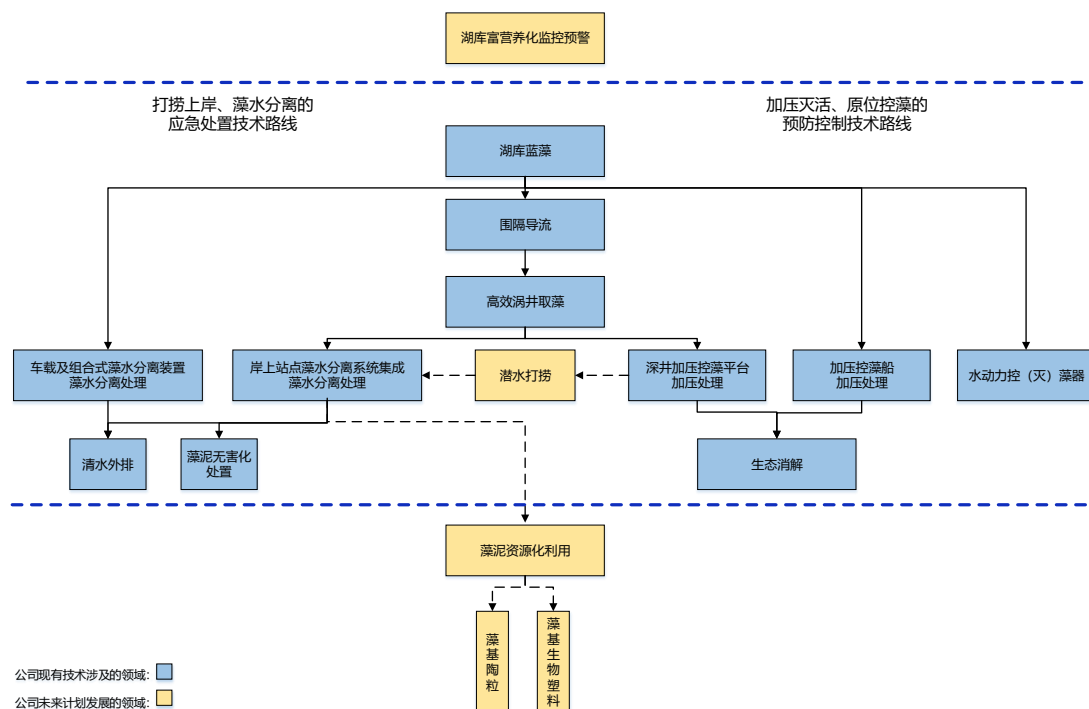 湖库富营养化监控预警
打捞上岸、藻水分离的
应急处置技术路线
加压灭活、原位控藻的
预防控制技术路线
湖库蓝藻
围隔导流
高效涡井取藻
车载及组合式藻水分离装置
藻水分离处理
岸上站点藻水分离系统集成
藻水分离处理
潜水打捞
深井加压控藻平台
加压处理
加压控藻船
加压处理
水动力控（灭）藻器
清水外排
藻泥无害化
处置
生态消解
藻泥资源化利用
藻基陶粒
藻基生物塑料
公司现有技术涉及的领域：
公司未来计划发展的领域：